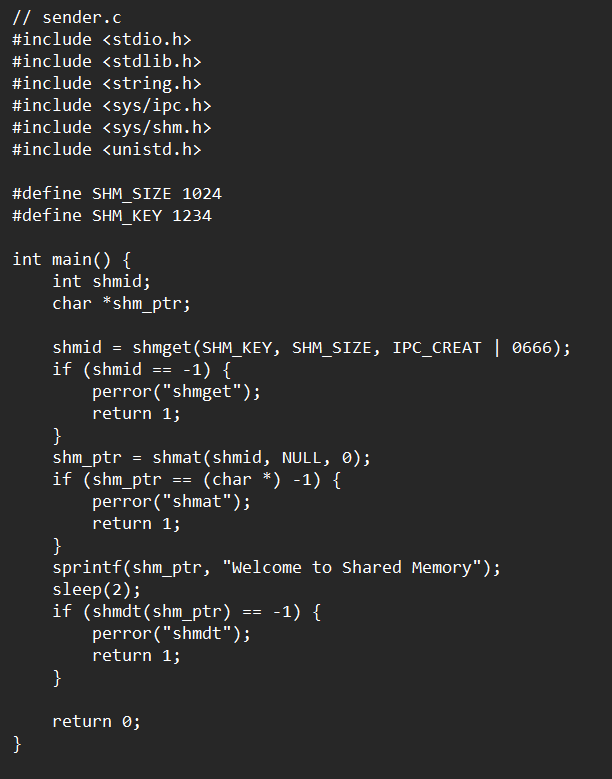 // sender.c
#include <stdio.h>
#include <stdlib.h>
#include <string.h>
#include <sys/ipc.h>
#include <sys/shm.h>
#include <unistd.h>

#define SHM_SIZE 1024
#define SHM_KEY 1234

int main() {
    int shmid;
    char *shm_ptr;

    shmid = shmget(SHM_KEY, SHM_SIZE, IPC_CREAT | 0666);
    if (shmid == -1) {
        perror("shmget");
        return 1;
    }
    shm_ptr = shmat(shmid, NULL, 0);
    if (shm_ptr == (char *) -1) {
        perror("shmat");
        return 1;
    }
    sprintf(shm_ptr, "Welcome to Shared Memory");
    sleep(2);
    if (shmdt(shm_ptr) == -1) {
        perror("shmdt");
        return 1;
    }

    return 0;
}